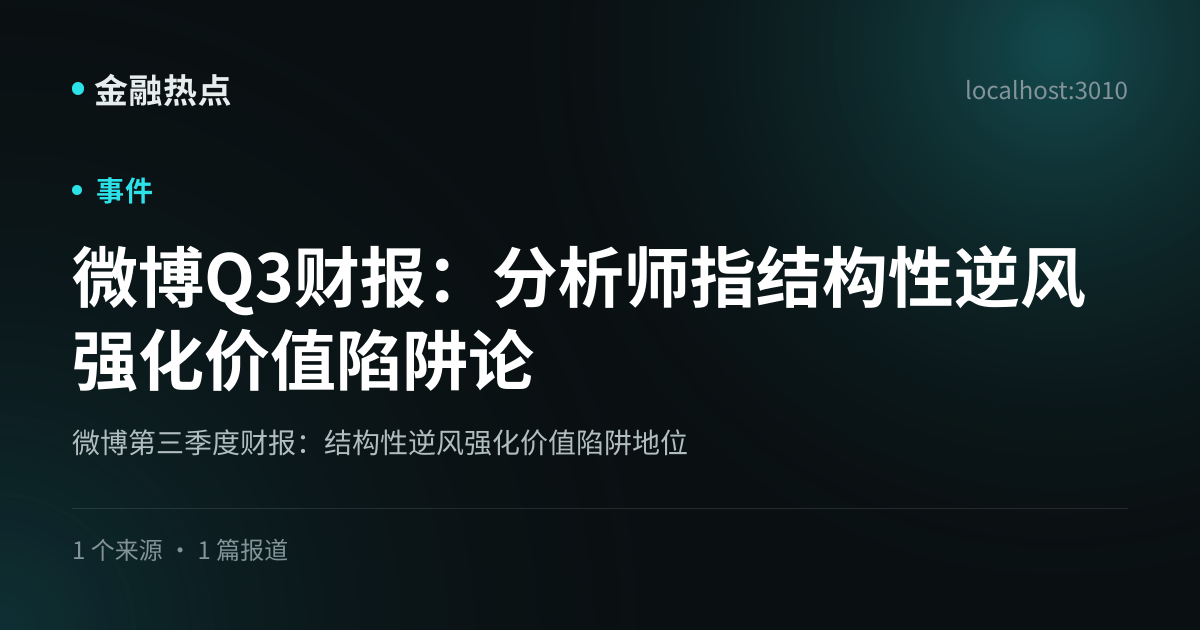 金融热点
localhost:3010
事件
微博Q3财报：分析师指结构性逆风
强化价值陷阱论
微博第三季度财报：结构性逆风强化价值陷阱地位
1 个来源 · 1 篇报道